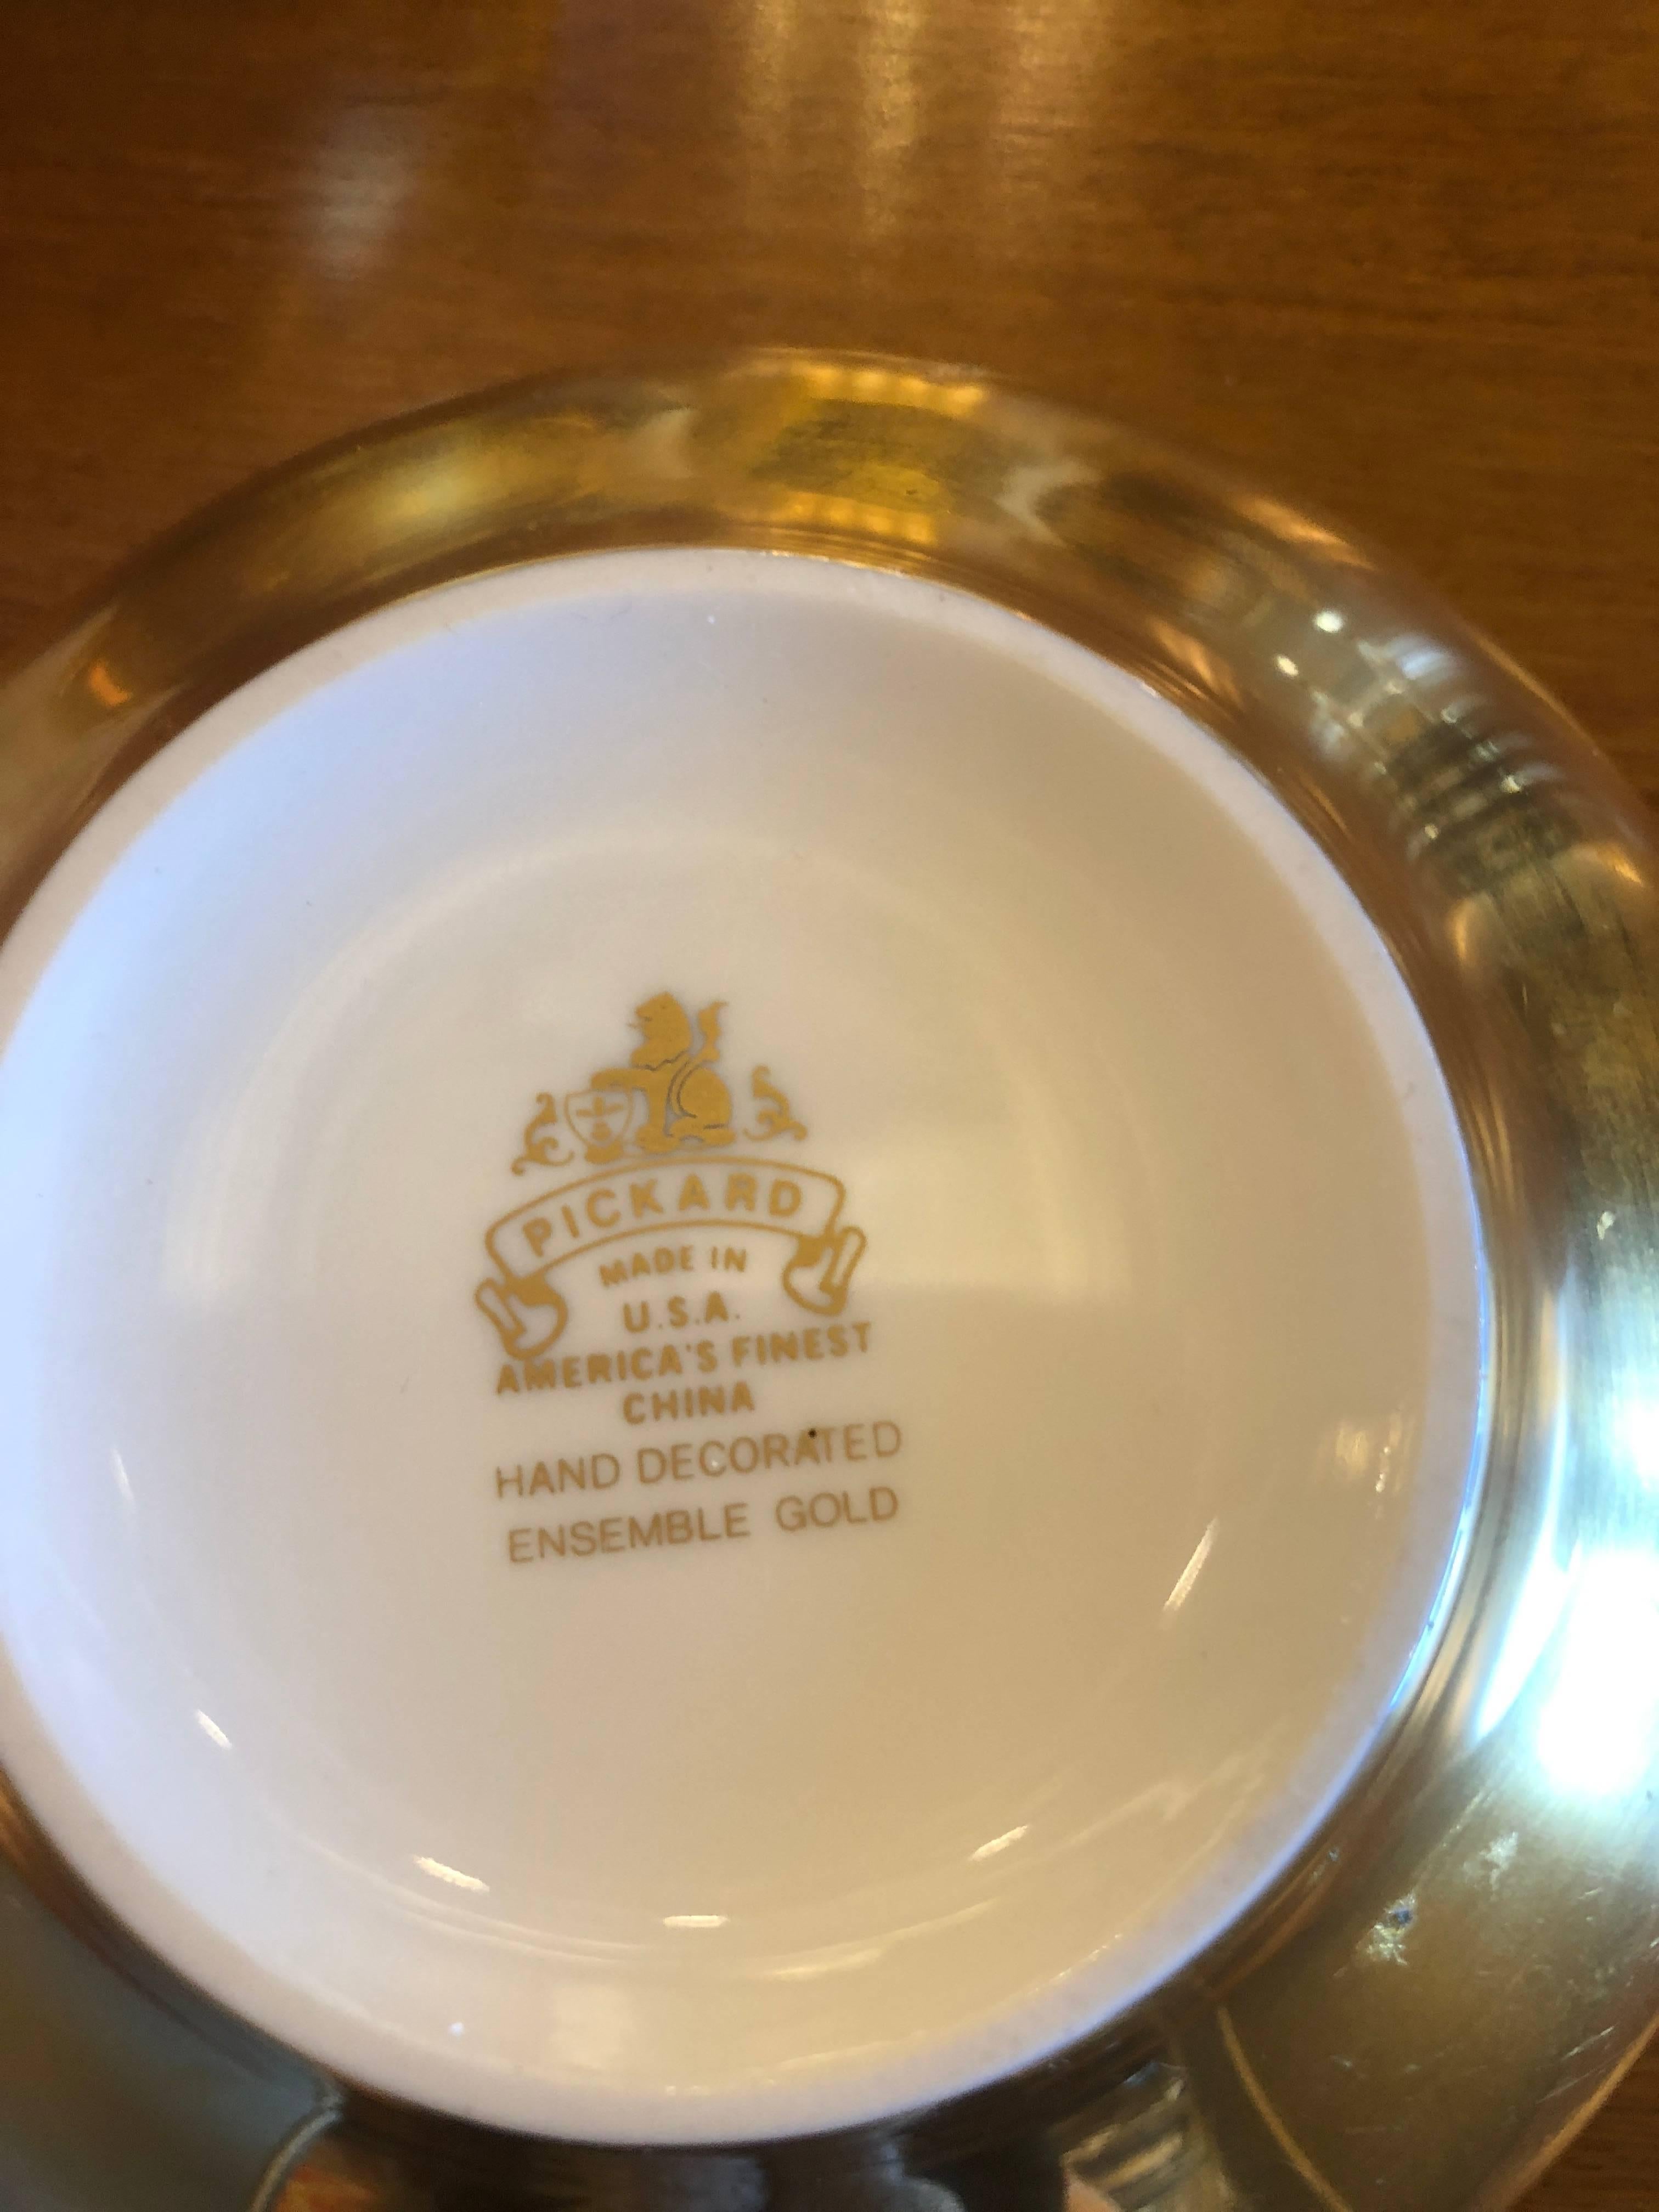 PICKARD
MADE IN
U.S.A.
AMERICA'S FINEST
CHINA
HAND DECORATED
ENSEMBLE GOLD